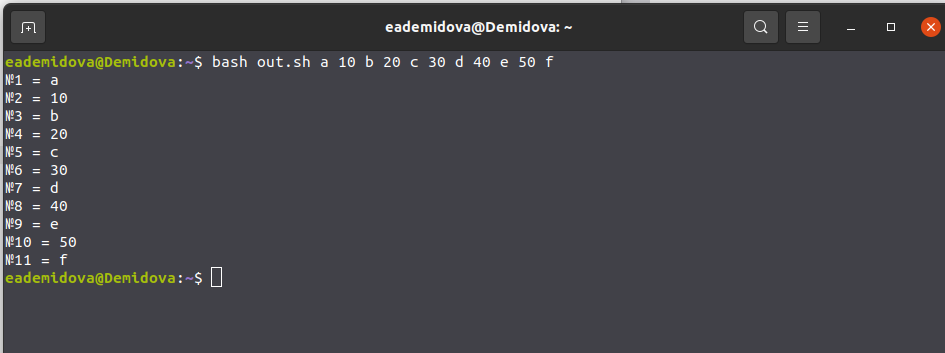 eademidova@Demidova: ~
eademidova@Demidova:~$ bash out.sh a 10 b 20 c 30 d 40 e 50 f
№1 = a
№2 = 10
№3 = b
№4 = 20
№5 = c
№6 = 30
№7 = d
№8 = 40
№9 = e
№10 = 50
№11 = f
eademidova@Demidova:~$